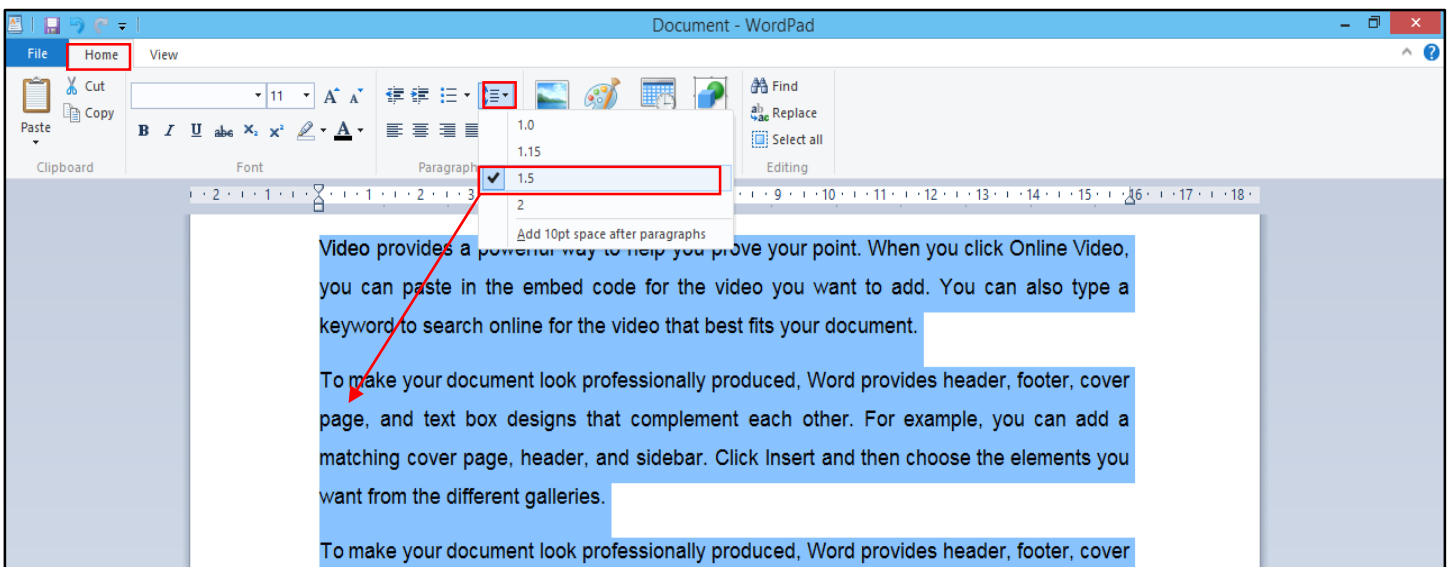 Document - WordPad
File Home View
Cut
Copy
Paste
11 A A
B I U abe X₂ x² A
Clipboard Font Paragraph Editing
Find
Replace
Select all
1.0
1.15
1.5
2
Add 10pt space after paragraphs
2 1 1 2 3 9 10 11 12 13 14 15 16 17 18
Video provides a powerful way to help you prove your point. When you click Online Video,
you can paste in the embed code for the video you want to add. You can also type a
keyword to search online for the video that best fits your document.
To make your document look professionally produced, Word provides header, footer, cover
page, and text box designs that complement each other. For example, you can add a
matching cover page, header, and sidebar. Click Insert and then choose the elements you
want from the different galleries.
To make your document look professionally produced, Word provides header, footer, cover